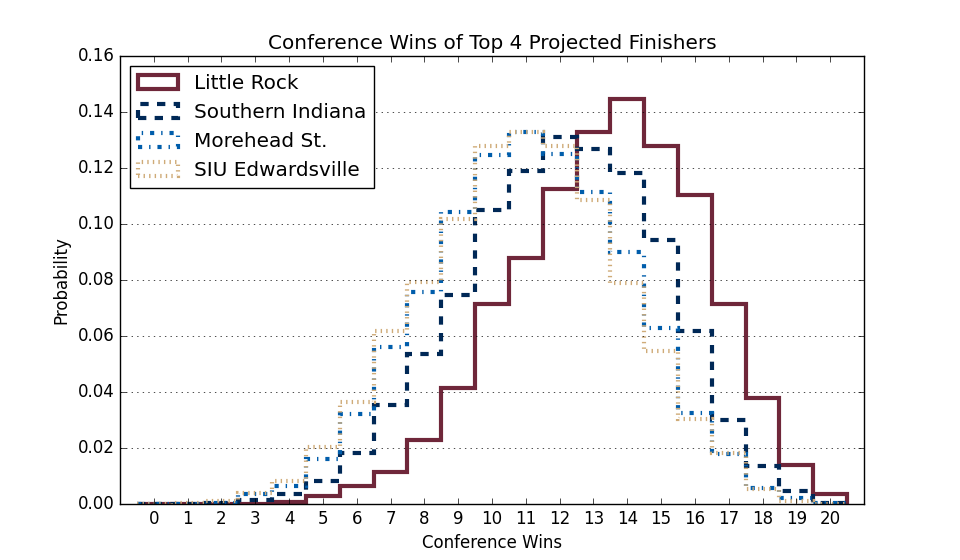 Conference Wins of Top 4 Projected Finishers
Little Rock
Southern Indiana
Morehead St.
SIU Edwardsville
Probability
0.16
0.14
0.12
0.10
0.08
0.06
0.04
0.02
0.00
0 1 2 3 4 5 6 7 8 9 10 11 12 13 14 15 16 17 18 19 20
Conference Wins